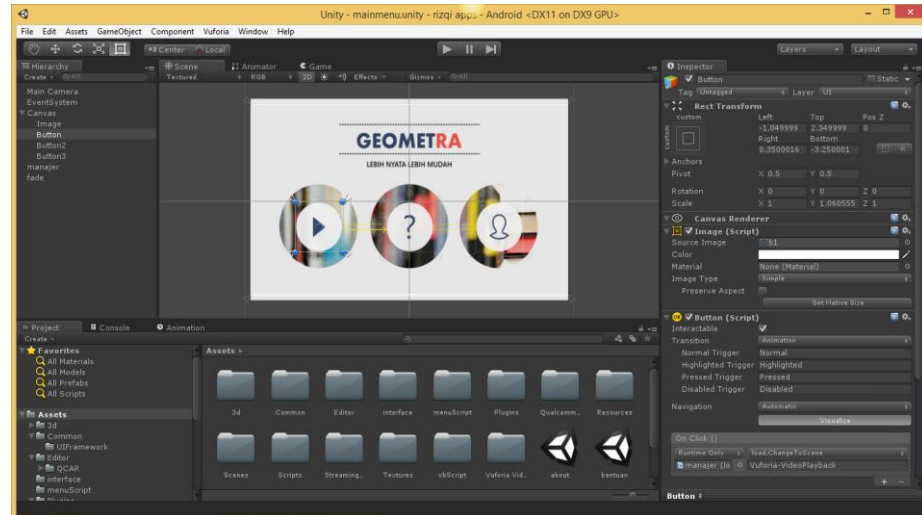 Unity - mainmenu.unity - rizqi apps - Android <DX11 on DX9 GPU>
File Edit Assets GameObject Component Vuforia Window Help
Center Local
Layers Layout
Hierarchy
Create All
Main Camera
EventSystem
Canvas
Image
Button
Button2
Button3
manajer
fade
Scene Animator Game
Textured RGB 2D Effects Gizmos All
GEOMETRA
LEBIH NYATA LEBIH MUDAH
?
Inspector
Button Static
Tag Untagged Layer UI
Rect Transform
custom Left Top Pos Z
custom -1.049999 2.349999 0
Right Bottom
0.3500016 -3.250001 R
Anchors
Pivot X 0.5 Y 0.5
Rotation X 0 Y 0 Z 0
Scale X 1 Y 1.060555 Z 1
Canvas Renderer
Image (Script)
Source Image b1
Color
Material None (Material)
Image Type Simple
Preserve Aspect
Set Native Size
Button (Script)
Interactable
Transition Animation
Normal Trigger Normal
Highlighted Trigger Highlighted
Pressed Trigger Pressed
Disabled Trigger Disabled
Navigation Automatic
Visualize
On Click ()
Runtime Only load.ChangeToScene
manajer (lo Vuforia-VideoPlayback
Button
Project Console Animation
Create
Favorites
All Materials
All Models
All Prefabs
All Scripts
Assets
3d
Common
UIFramework
Editor
QCAR
interface
menuScript
Assets
3d Common Editor interface menuScript Plugins Qualcomm... Resources
Scenes Scripts Streaming... Textures vbScript Vuforia Vid... about bantuan